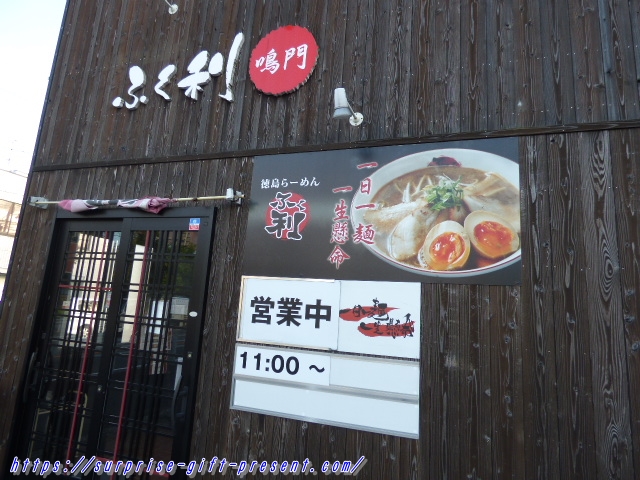 ふく利
鳴門
徳島らーめん
ふく利
一日一麺
一生懸命
営業中
11:00 ~
https://surprise-gift-present.com/